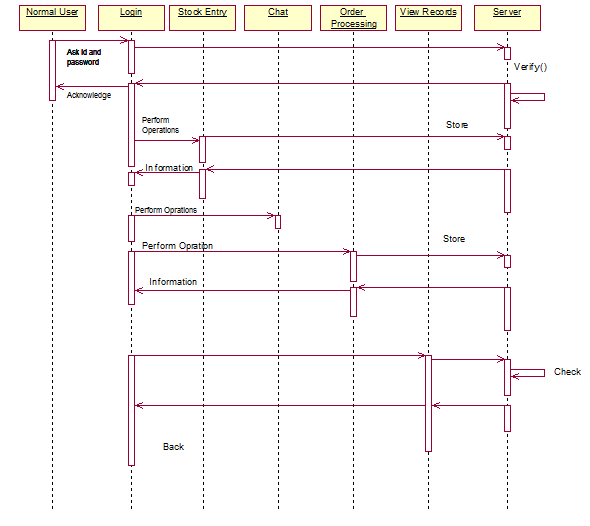 Normal User
Login
Stock Entry
Chat
Order
Processing
View Records
Server
Ask id and
password
Verify()
Acknowledge
Perform
Operations
Store
Information
Perform Oprations
Store
Perform Opration
Information
Check
Back